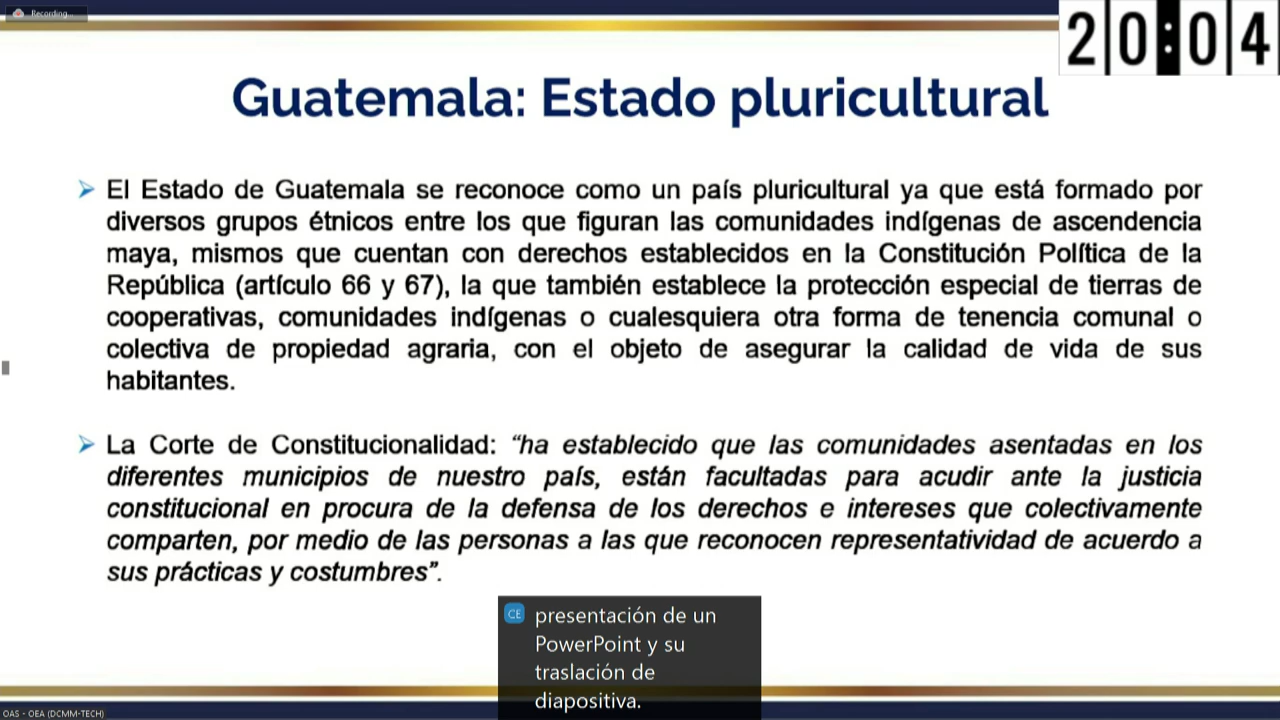 Recording...
20:04
Guatemala: Estado pluricultural
El Estado de Guatemala se reconoce como un país pluricultural ya que está formado por
diversos grupos étnicos entre los que figuran las comunidades indígenas de ascendencia
maya, mismos que cuentan con derechos establecidos en la Constitución Política de la
República (artículo 66 y 67), la que también establece la protección especial de tierras de
cooperativas, comunidades indígenas o cualesquiera otra forma de tenencia comunal o
colectiva de propiedad agraria, con el objeto de asegurar la calidad de vida de sus
habitantes.
La Corte de Constitucionalidad: “ha establecido que las comunidades asentadas en los
diferentes municipios de nuestro país, están facultadas para acudir ante la justicia
constitucional en procura de la defensa de los derechos e intereses que colectivamente
comparten, por medio de las personas a las que reconocen representatividad de acuerdo a
sus prácticas y costumbres”.
CE presentación de un
PowerPoint y su
traslación de
diapositiva.
OAS - OEA (DCMM-TECH)